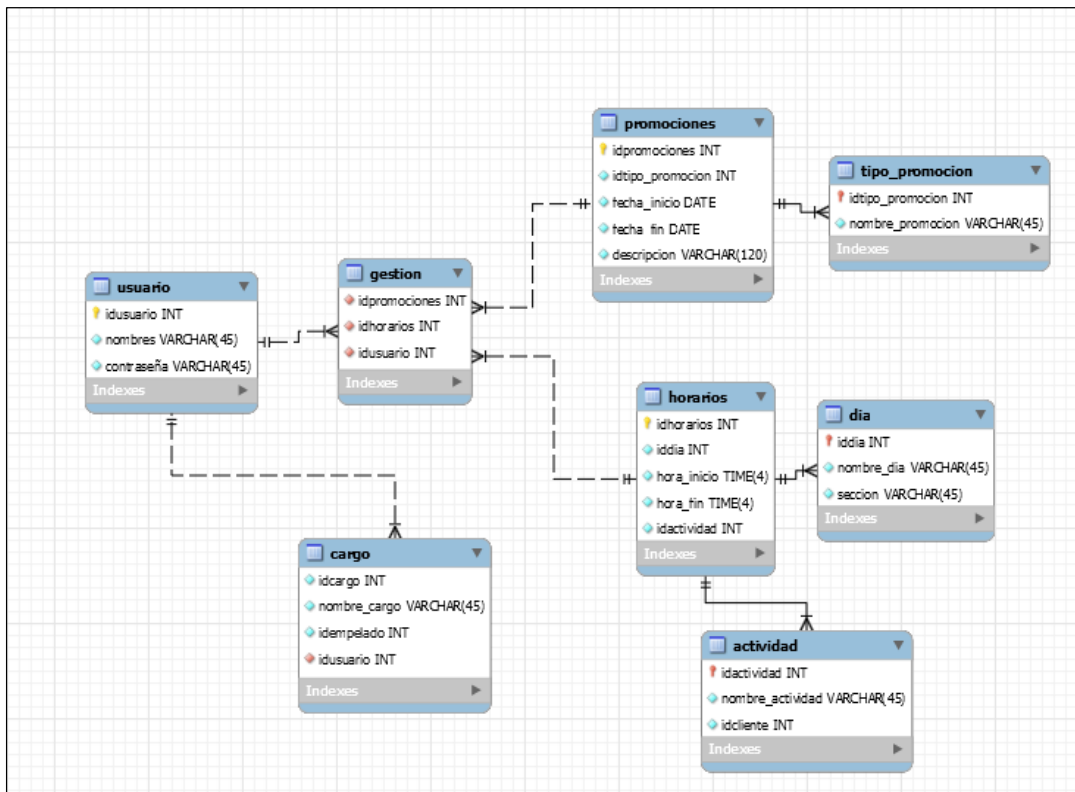 promociones
idpromociones INT
idtipo_promocion INT
fecha_inicio DATE
fecha_fin DATE
descripcion VARCHAR(120)
Indexes
tipo_promocion
idtipo_promocion INT
nombre_promocion VARCHAR(45)
Indexes
usuario
idusuario INT
nombres VARCHAR(45)
contraseña VARCHAR(45)
Indexes
gestion
idpromociones INT
idhorarios INT
idusuario INT
Indexes
horarios
idhorarios INT
iddia INT
hora_inicio TIME(4)
hora_fin TIME(4)
idactividad INT
Indexes
dia
iddia INT
nombre_dia VARCHAR(45)
seccion VARCHAR(45)
Indexes
cargo
idcargo INT
nombre_cargo VARCHAR(45)
idempelado INT
idusuario INT
Indexes
actividad
idactividad INT
nombre_actividad VARCHAR(45)
idcliente INT
Indexes